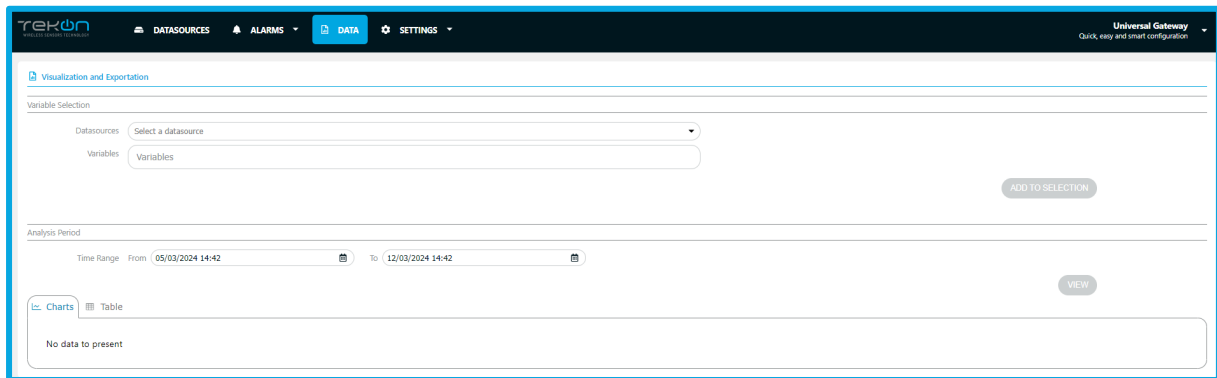 TEKON
WIRELESS SENSORS TECHNOLOGY
DATASOURCES ALARMS DATA SETTINGS
Universal Gateway
Quick, easy and smart configuration
Visualization and Exportation
Variable Selection
Datasources Select a datasource
Variables Variables
ADD TO SELECTION
Analysis Period
Time Range From 05/03/2024 14:42 To 12/03/2024 14:42
VIEW
Charts Table
No data to present